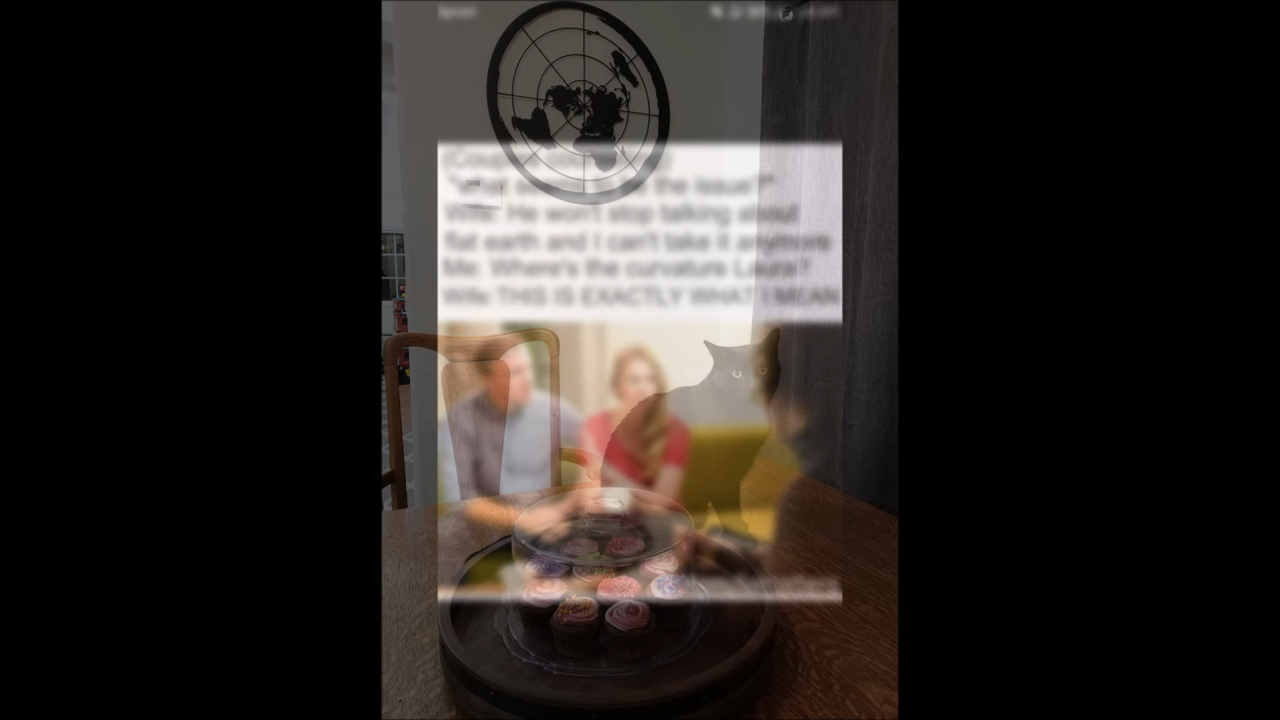 the issue?"
Wife: He won't stop talking about
flat earth and I can't take it anymore
Me: Where's the curvature Laura?
Wife: THIS IS EXACTLY WHAT I MEAN